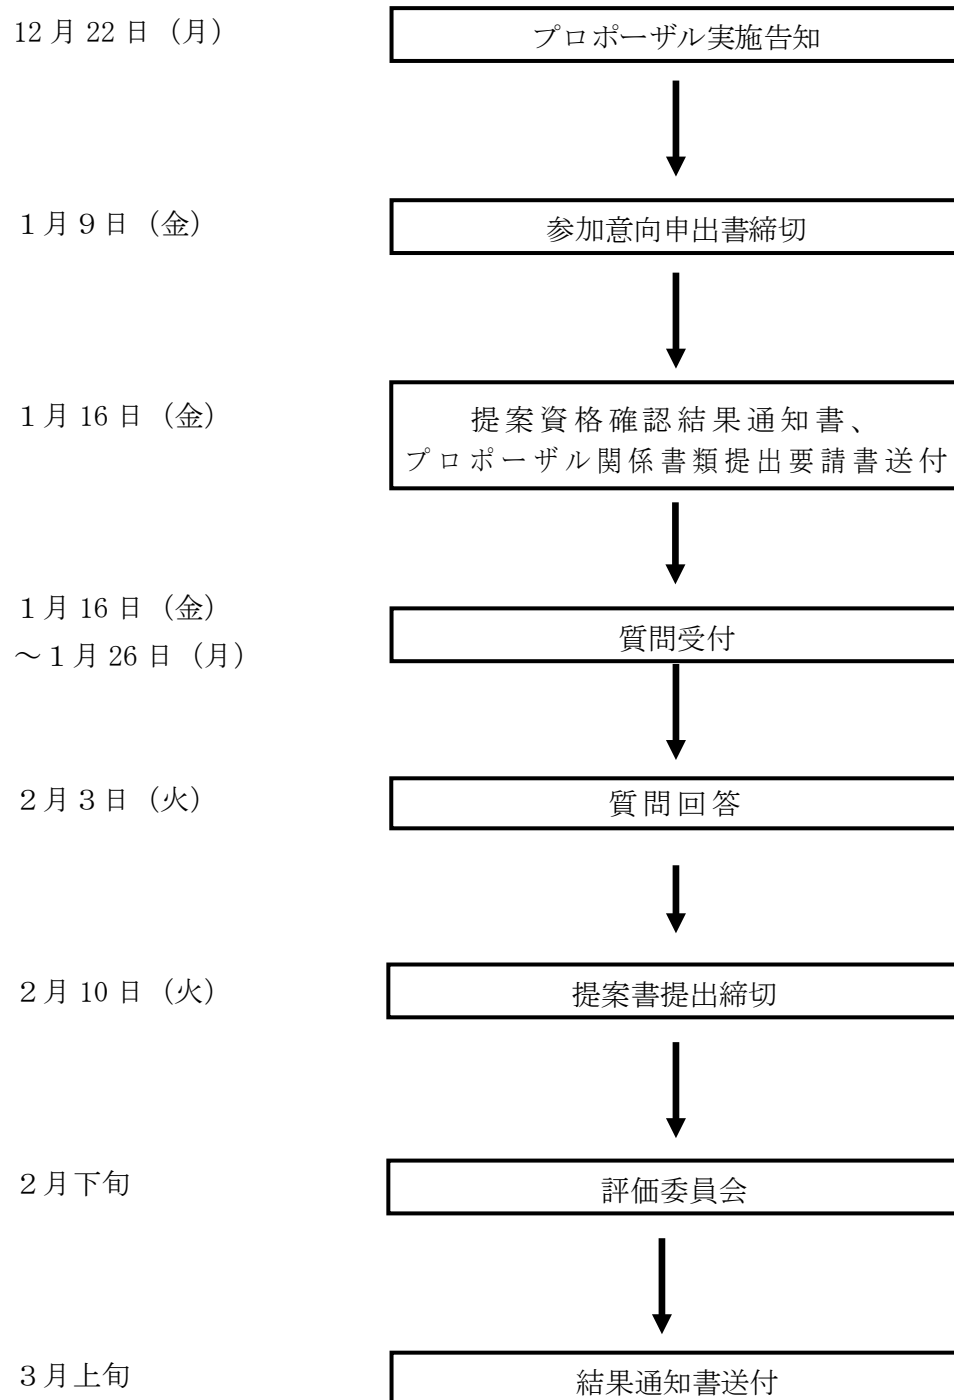 12月22日（月）
プロポーザル実施告知
１月９日（金）
参加意向申出書締切
１月16日（金）
提案資格確認結果通知書、
プロポーザル関係書類提出要請書送付
１月16日（金）
～１月26日（月）
質問受付
２月３日（火）
質問回答
２月10日（火）
提案書提出締切
２月下旬
評価委員会
３月上旬
結果通知書送付